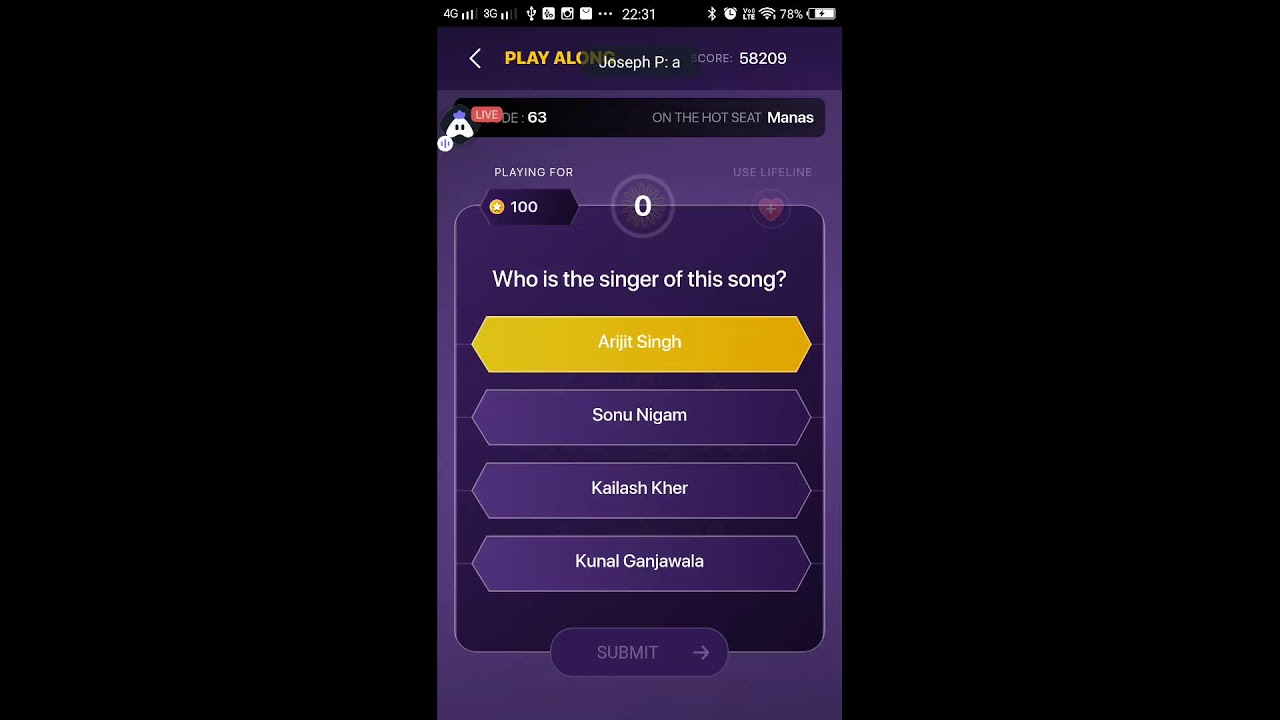 4G 3G 22:31 78%
PLAY ALONG Joseph P: a SCORE: 58209
LIVE DE : 63 ON THE HOT SEAT Manas
PLAYING FOR USE LIFELINE
100 0
Who is the singer of this song?
Arijit Singh
Sonu Nigam
Kailash Kher
Kunal Ganjawala
SUBMIT